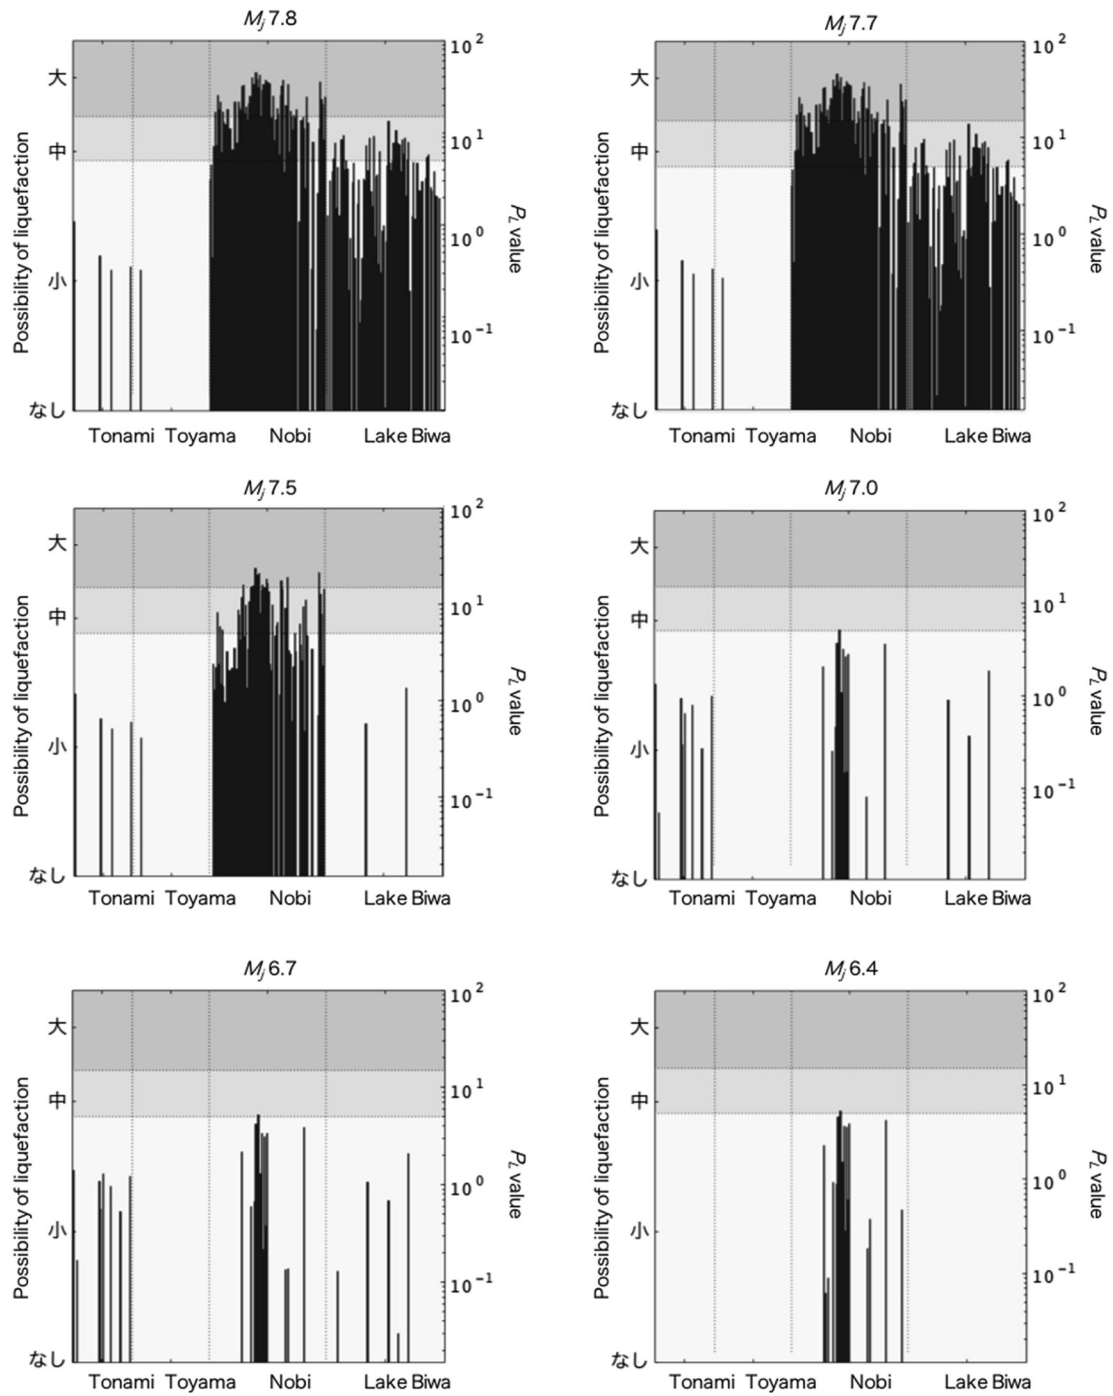 Mj 7.8
Possibility of liquefaction
大
中
小
なし
10²
10¹
10⁰
10⁻¹
PL value
Tonami Toyama Nobi Lake Biwa
Mj 7.7
Possibility of liquefaction
大
中
小
なし
10²
10¹
10⁰
10⁻¹
PL value
Tonami Toyama Nobi Lake Biwa
Mj 7.5
Possibility of liquefaction
大
中
小
なし
10²
10¹
10⁰
10⁻¹
PL value
Tonami Toyama Nobi Lake Biwa
Mj 7.0
Possibility of liquefaction
大
中
小
なし
10²
10¹
10⁰
10⁻¹
PL value
Tonami Toyama Nobi Lake Biwa
Mj 6.7
Possibility of liquefaction
大
中
小
なし
10²
10¹
10⁰
10⁻¹
PL value
Tonami Toyama Nobi Lake Biwa
Mj 6.4
Possibility of liquefaction
大
中
小
なし
10²
10¹
10⁰
10⁻¹
PL value
Tonami Toyama Nobi Lake Biwa